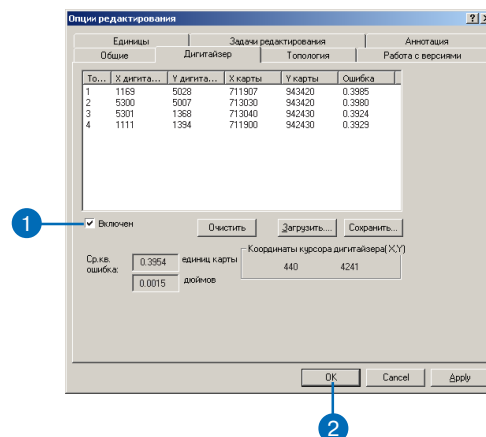 Опции редактирования
Единицы Задачи редактирования Аннотация
Общие Дигитайзер Топология Работа с версиями
То... X дигита... Y дигита... X карты Y карты Ошибка
1 1169 5028 711907 943420 0.3985
2 5300 5007 713030 943420 0.3980
3 5301 1368 713040 942430 0.3924
4 1111 1394 711900 942430 0.3929
1
Включен Очистить Загрузить.... Сохранить...
Координаты курсора дигитайзера(X,Y)
Ср.кв. ошибка: 0.3954 единиц карты 440 4241
0.0015 дюймов
OK Cancel Apply
2